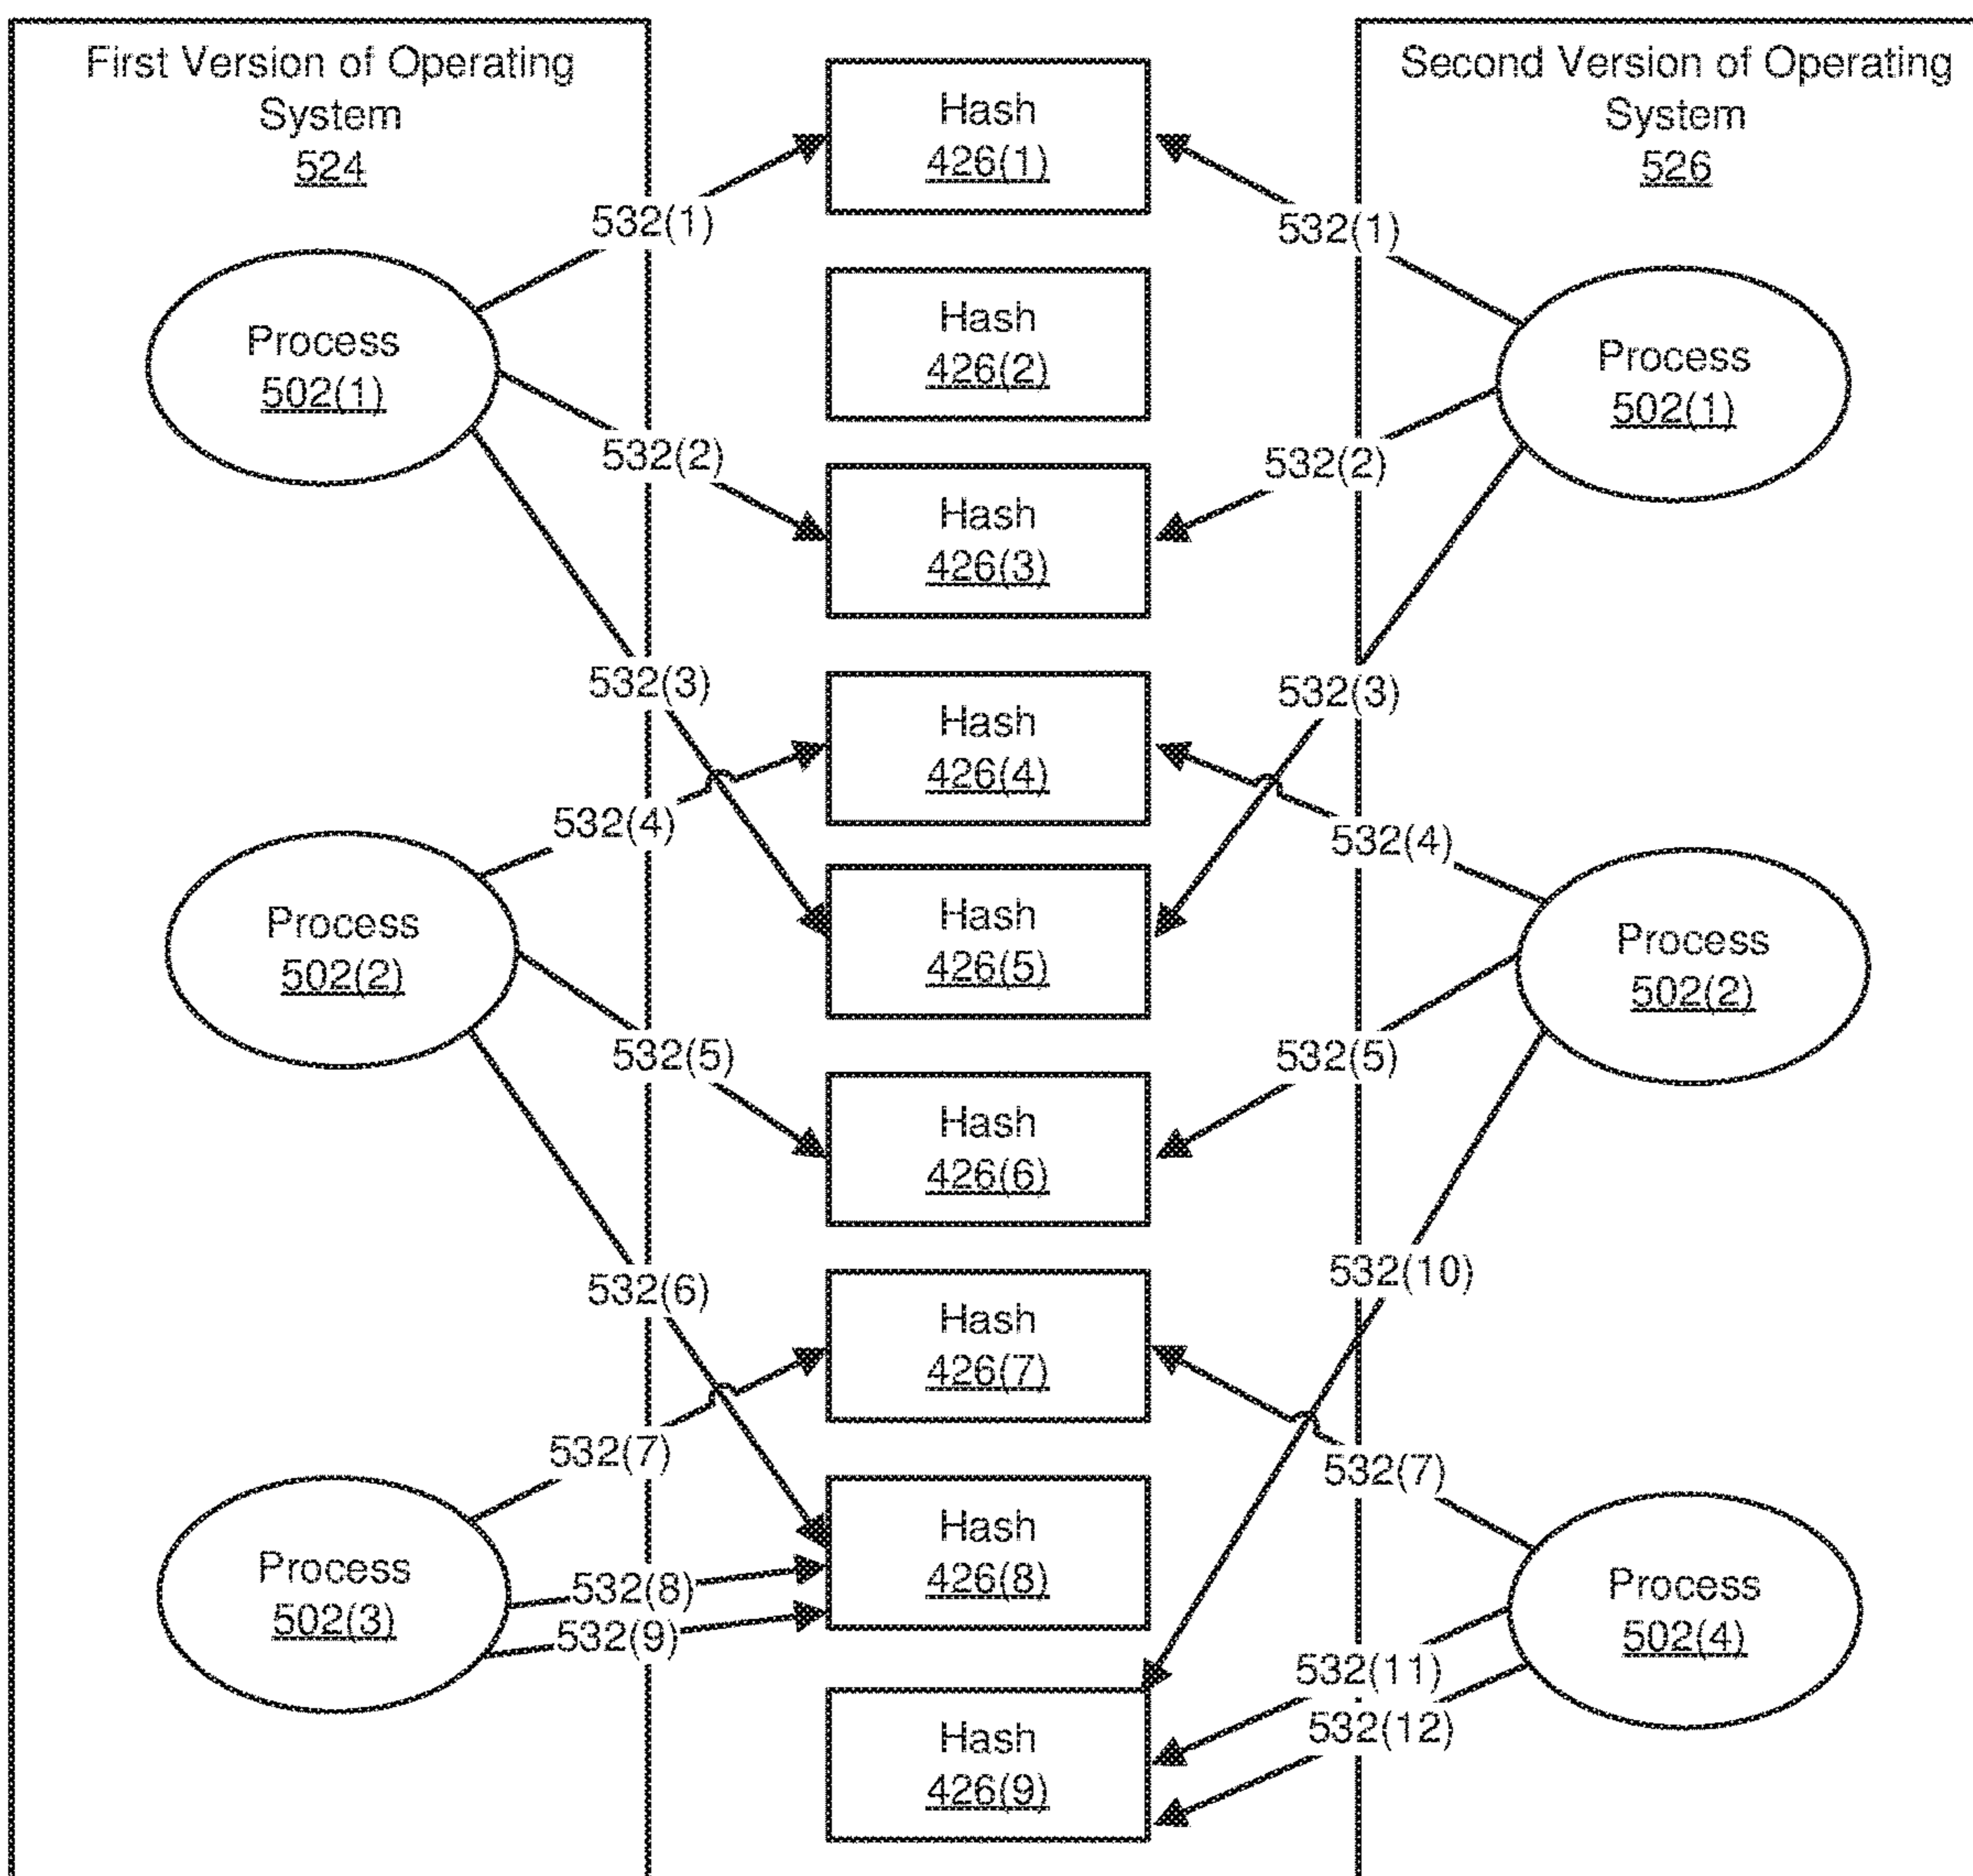 First Version of Operating
System
524
Second Version of Operating
System
526
Hash
426(1)
532(1)
532(1)
Hash
426(2)
Process
502(1)
Process
502(1)
532(2)
532(2)
Hash
426(3)
532(3)
532(3)
Hash
426(4)
532(4)
532(4)
Hash
426(5)
Process
502(2)
Process
502(2)
532(5)
532(5)
Hash
426(6)
532(6)
532(10)
Hash
426(7)
532(7)
532(7)
Hash
426(8)
Process
502(3)
532(8)
532(9)
Process
502(4)
532(11)
532(12)
Hash
426(9)